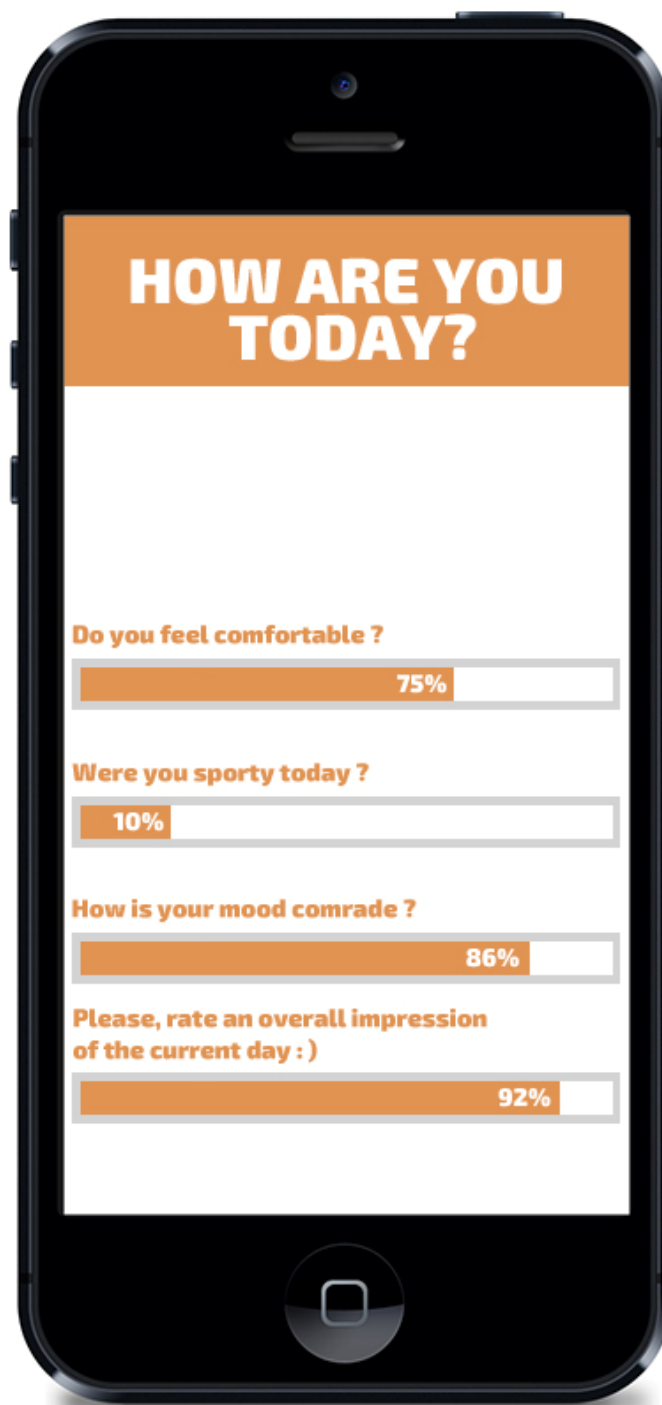 HOW ARE YOU
TODAY?
Do you feel comfortable ?
75%
Were you sporty today ?
10%
How is your mood comrade ?
86%
Please, rate an overall impression
of the current day : )
92%